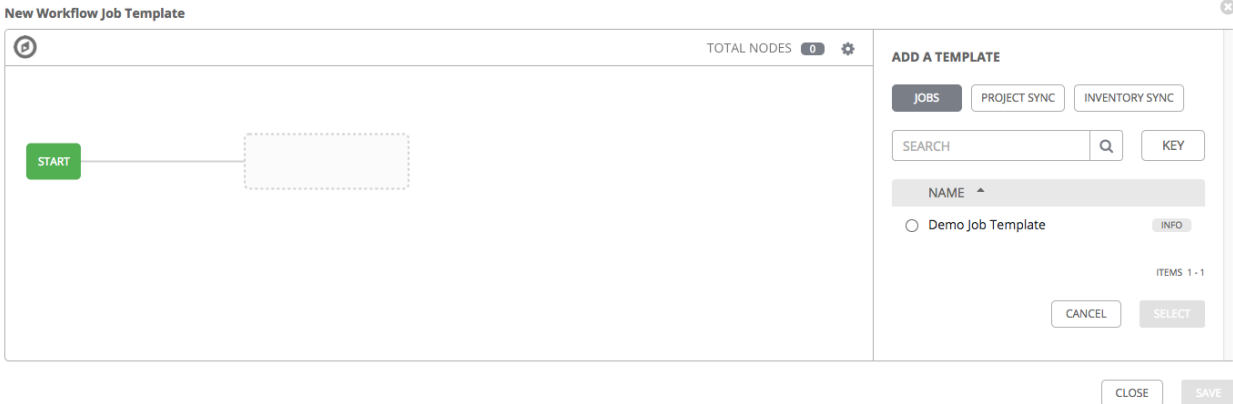 New Workflow Job Template
TOTAL NODES 0
START
ADD A TEMPLATE
JOBS PROJECT SYNC INVENTORY SYNC
SEARCH KEY
NAME
Demo Job Template INFO
ITEMS 1 - 1
CANCEL SELECT
CLOSE SAVE